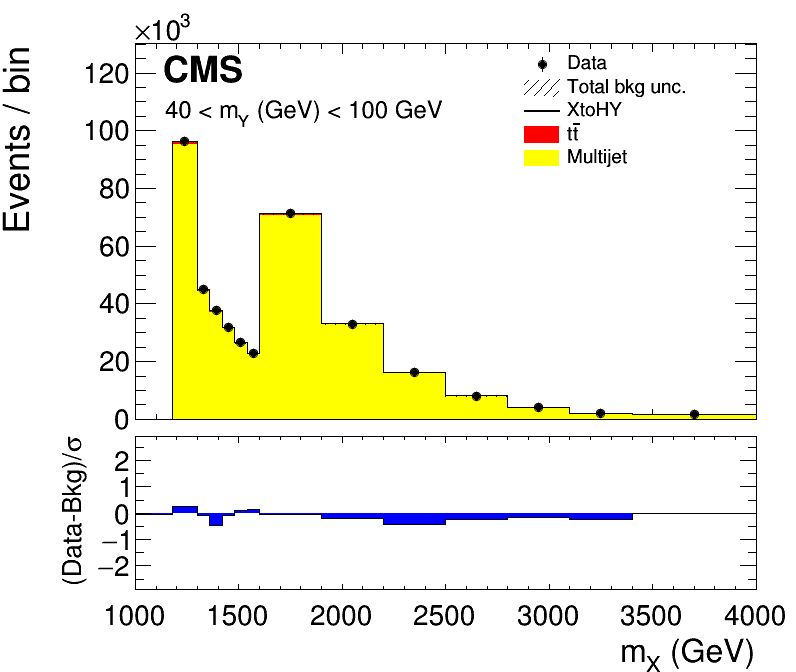 ×10³
Events / bin
CMS
40 < m_Y (GeV) < 100 GeV
Data
Total bkg unc.
XtoHY
tt̄
Multijet
120
100
80
60
40
20
0
(Data-Bkg)/σ
2
1
0
−1
−2
1000 1500 2000 2500 3000 3500 4000
m_X (GeV)